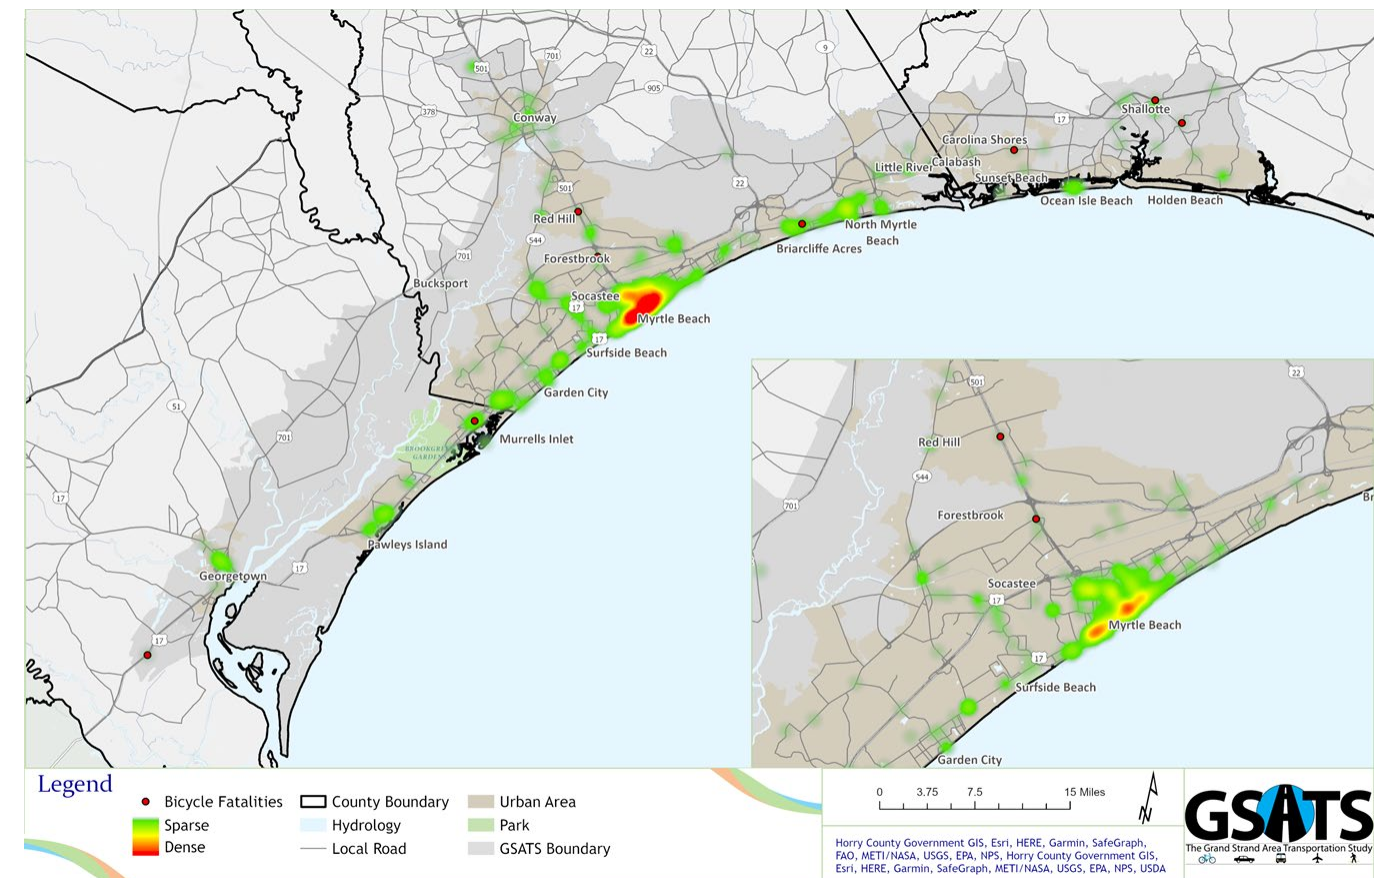 501
701
22
9
905
378
Conway
Shallotte
17
Carolina Shores
Little River
Calabash
Sunset Beach
22
501
Ocean Isle Beach
Holden Beach
Red Hill
544
North Myrtle
Beach
Briarcliffe Acres
701
Forestbrook
Bucksport
Socastee
17
Myrtle Beach
17
Surfside Beach
Garden City
51
701
Murrells Inlet
BROOKGREEN
GARDENS
17
Pawleys Island
17
Georgetown
17
501
22
Red Hill
544
701
Br
Forestbrook
Socastee
17
Myrtle Beach
17
Surfside Beach
Garden City
Legend
Bicycle Fatalities
Sparse
Dense
County Boundary
Hydrology
Local Road
Urban Area
Park
GSATS Boundary
0 3.75 7.5 15 Miles
N
Horry County Government GIS, Esri, HERE, Garmin, SafeGraph,
FAO, METI/NASA, USGS, EPA, NPS, Horry County Government GIS,
Esri, HERE, Garmin, SafeGraph, METI/NASA, USGS, EPA, NPS, USDA
GSATS
The Grand Strand Area Transportation Study